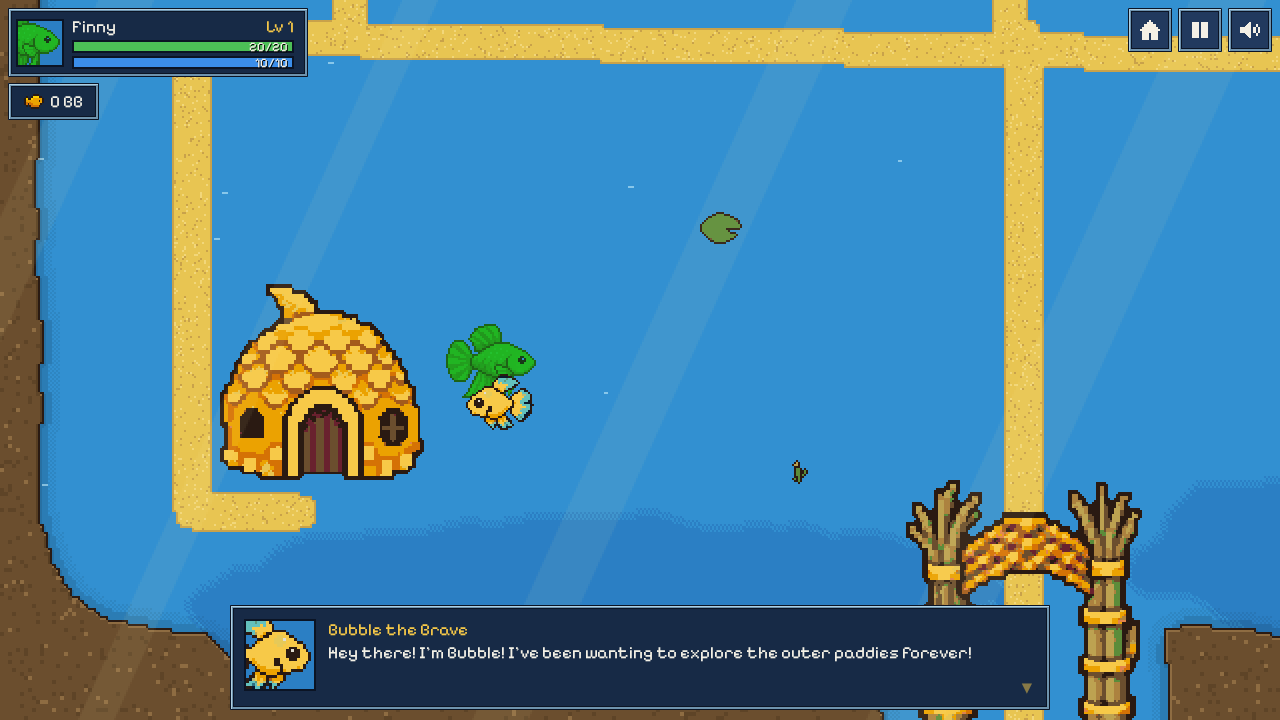 Finny Lv 1
20/20
10/10
0 GG
Bubble the Brave
Hey there! I'm Bubble! I've been wanting to explore the outer paddies forever!